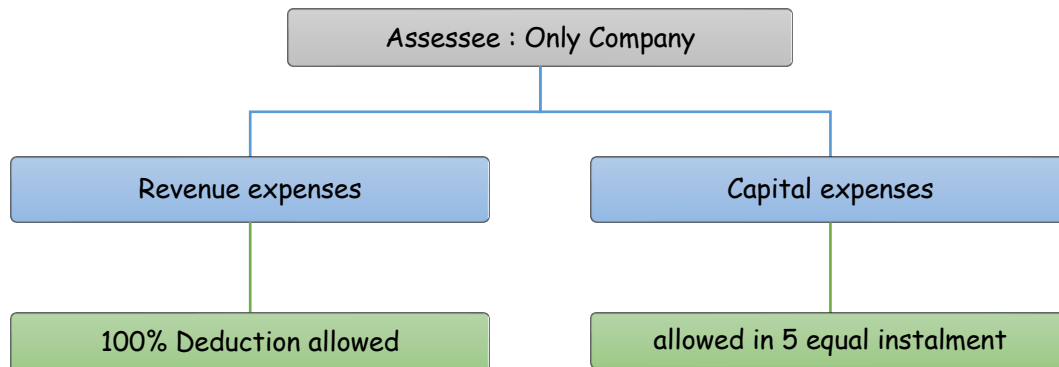 Assessee : Only Company
Revenue expenses
Capital expenses
100% Deduction allowed
allowed in 5 equal instalment